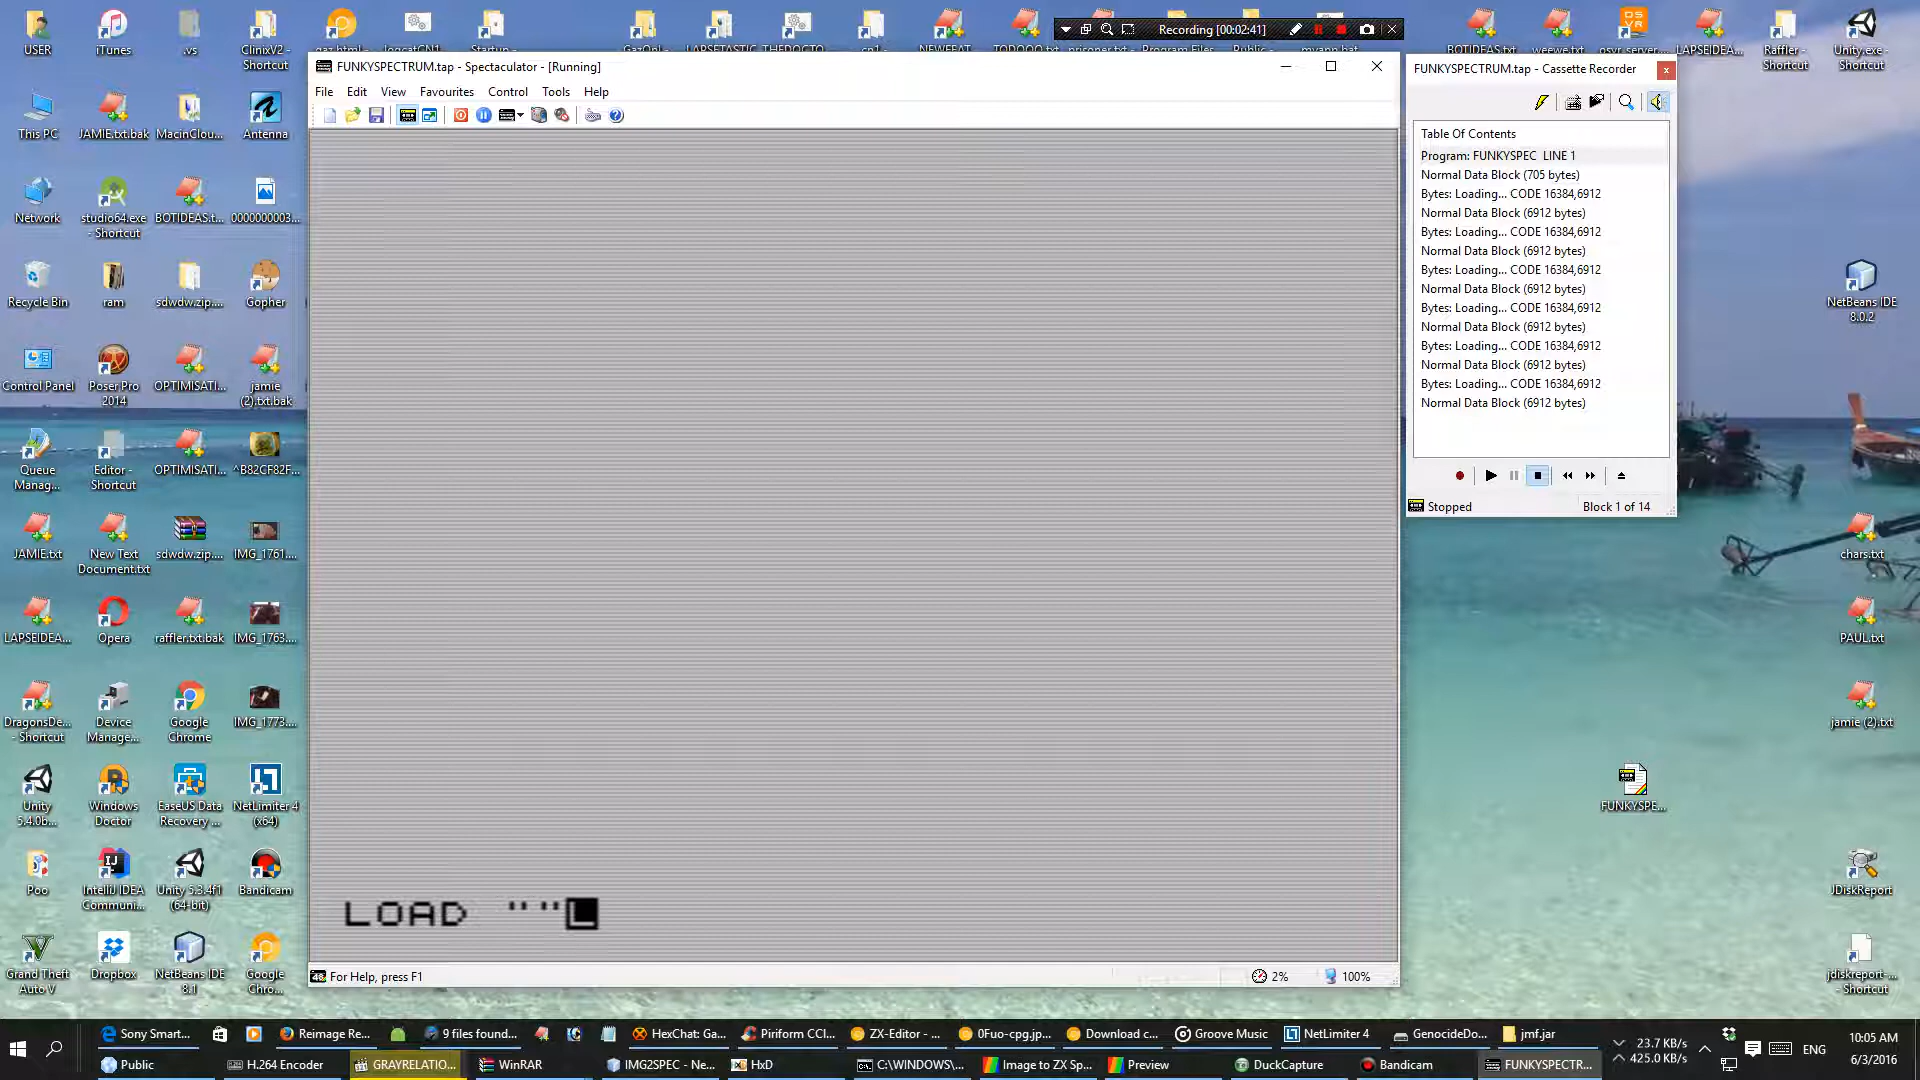 USER
iTunes
.vs
ClinixV2 - Shortcut
Startup -
Recording [00:02:41]
Raffler - Shortcut
Unity.exe - Shortcut
FUNKYSPECTRUM.tap - Spectaculator - [Running]
File Edit View Favourites Control Tools Help
FUNKYSPECTRUM.tap - Cassette Recorder
Table Of Contents
Program: FUNKYSPEC LINE 1
Normal Data Block (705 bytes)
Bytes: Loading... CODE 16384,6912
Normal Data Block (6912 bytes)
Bytes: Loading... CODE 16384,6912
Normal Data Block (6912 bytes)
Bytes: Loading... CODE 16384,6912
Normal Data Block (6912 bytes)
Bytes: Loading... CODE 16384,6912
Normal Data Block (6912 bytes)
Bytes: Loading... CODE 16384,6912
Normal Data Block (6912 bytes)
Bytes: Loading... CODE 16384,6912
Normal Data Block (6912 bytes)
Stopped Block 1 of 14
This PC
JAMIE.txt.bak
MacinClou...
Antenna
Network
studio64.exe - Shortcut
BOTIDEAS.t...
0000000003...
Recycle Bin
ram
sdwdw.zip....
Gopher
NetBeans IDE 8.0.2
Control Panel
Poser Pro 2014
OPTIMISATI...
jamie (2).txt.bak
Queue Manag...
Editor - Shortcut
OPTIMISATI...
^B82CF82F...
JAMIE.txt
New Text Document.txt
sdwdw.zip....
IMG_1761....
chars.txt
LAPSEIDEA...
Opera
raffler.txt.bak
IMG_1763....
PAUL.txt
DragonsDe... - Shortcut
Device Manage...
Google Chrome
IMG_1773....
jamie (2).txt
Unity 5.4.0b...
Windows Doctor
EaseUS Data Recovery ...
NetLimiter 4 (x64)
FUNKYSPE...
Poo
IntelliJ IDEA Communi...
Unity 5.3.4f1 (64-bit)
Bandicam
JDiskReport
Grand Theft Auto V
Dropbox
NetBeans IDE 8.1
Google Chro...
jdiskreport-... - Shortcut
LOAD ""L
For Help, press F1
2% 100%
Sony Smart...
Reimage Re...
9 files found...
HexChat: Ga...
Piriform CCl...
ZX-Editor - ...
0Fuo-cpg.jp...
Download c...
Groove Music
NetLimiter 4
GenocideDo...
jmf.jar
23.7 KB/s
425.0 KB/s
ENG
10:05 AM
6/3/2016
Public
H.264 Encoder
GRAYRELATIO...
WinRAR
IMG2SPEC - Ne...
HxD
C:\WINDOWS\...
Image to ZX Sp...
Preview
DuckCapture
Bandicam
FUNKYSPECTR...